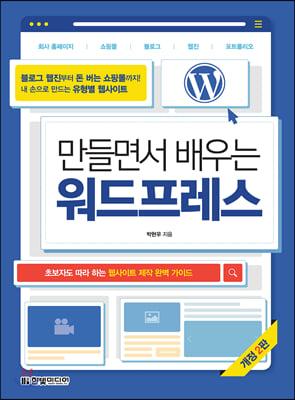 회사 홈페이지 | 쇼핑몰 | 블로그 | 웹진 | 포트폴리오
블로그 웹진부터 돈 버는 쇼핑몰까지!
내 손으로 만드는 유형별 웹사이트
만들면서 배우는
워드프레스
박현우 지음
초보자도 따라 하는 웹사이트 제작 완벽 가이드
개정 2판
한빛미디어